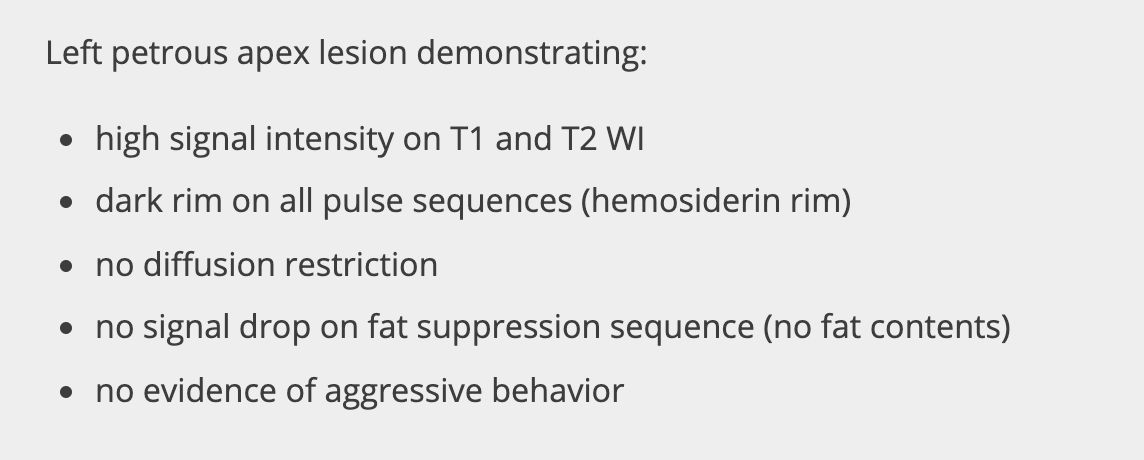 Left petrous apex lesion demonstrating:
• high signal intensity on T1 and T2 WI
• dark rim on all pulse sequences (hemosiderin rim)
• no diffusion restriction
• no signal drop on fat suppression sequence (no fat contents)
• no evidence of aggressive behavior